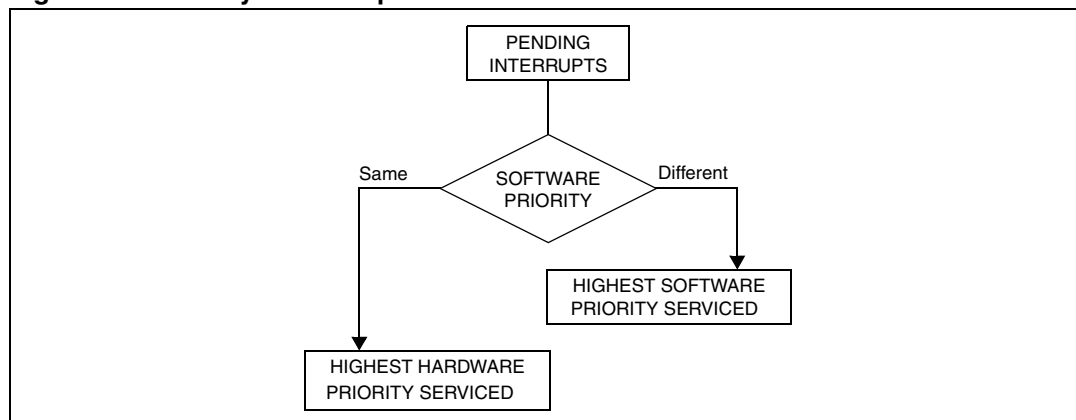 PENDING
INTERRUPTS
Same
SOFTWARE
PRIORITY
Different
HIGHEST SOFTWARE
PRIORITY SERVICED
HIGHEST HARDWARE
PRIORITY SERVICED